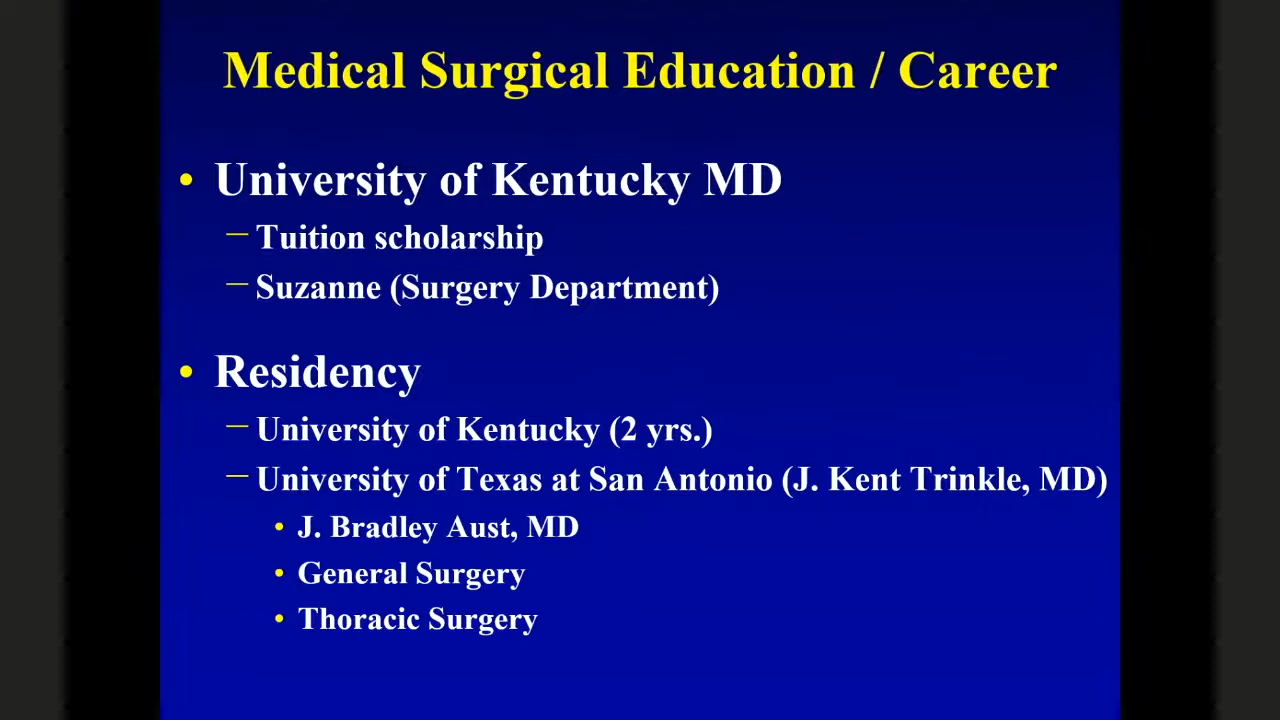 Medical Surgical Education / Career
• University of Kentucky MD
– Tuition scholarship
– Suzanne (Surgery Department)
• Residency
– University of Kentucky (2 yrs.)
– University of Texas at San Antonio (J. Kent Trinkle, MD)
• J. Bradley Aust, MD
• General Surgery
• Thoracic Surgery